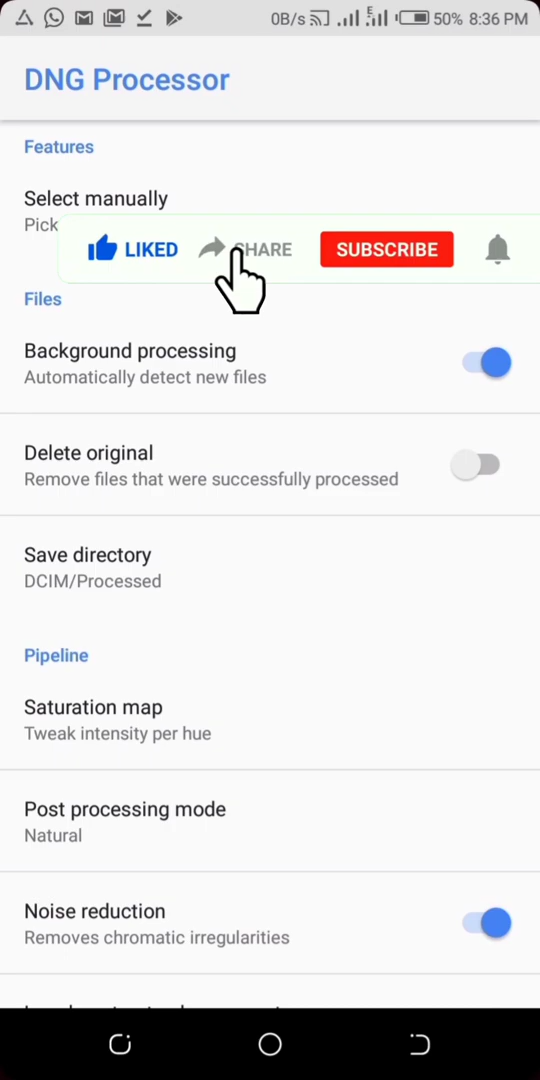 0B/s E 50% 8:36 PM
DNG Processor
Features
Select manually
Pick
LIKED SHARE SUBSCRIBE
Files
Background processing
Automatically detect new files
Delete original
Remove files that were successfully processed
Save directory
DCIM/Processed
Pipeline
Saturation map
Tweak intensity per hue
Post processing mode
Natural
Noise reduction
Removes chromatic irregularities